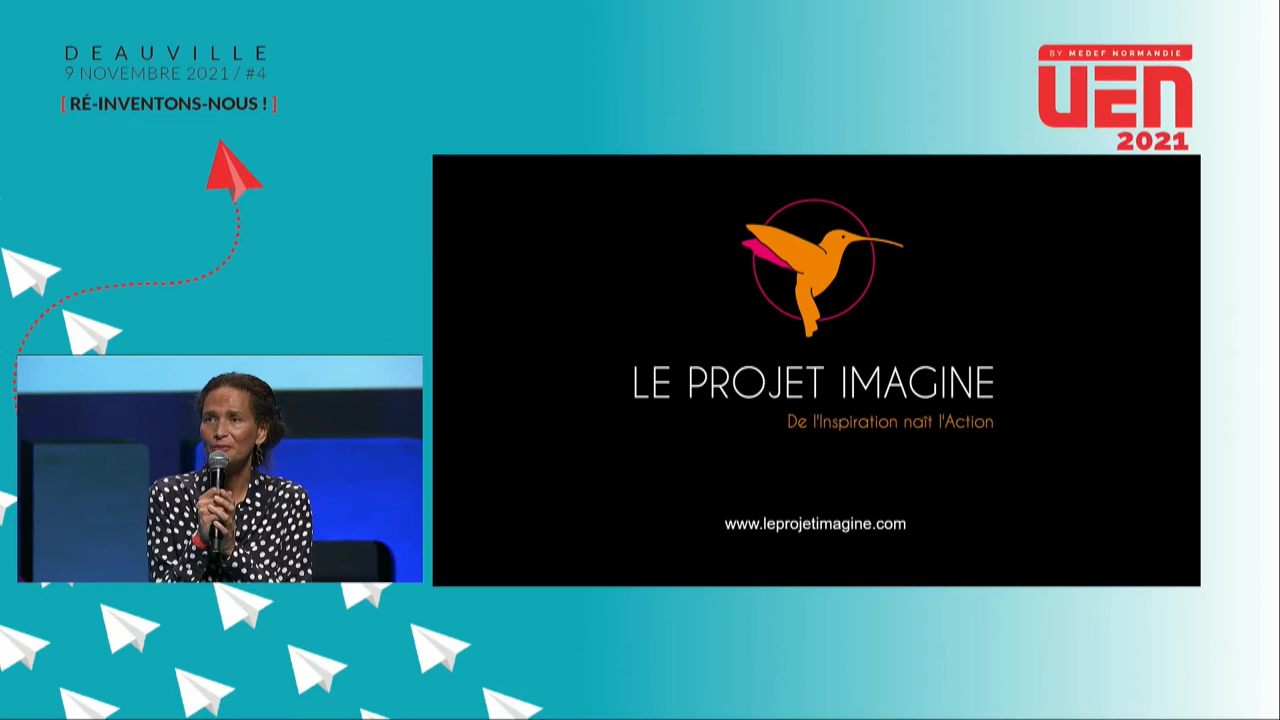 DEAUVILLE
9 NOVEMBRE 2021 / #4
[ RÉ-INVENTONS-NOUS ! ]
BY MEDEF NORMANDIE
UEN
2021
LE PROJET IMAGINE
De l'Inspiration naît l'Action
www.leprojetimagine.com